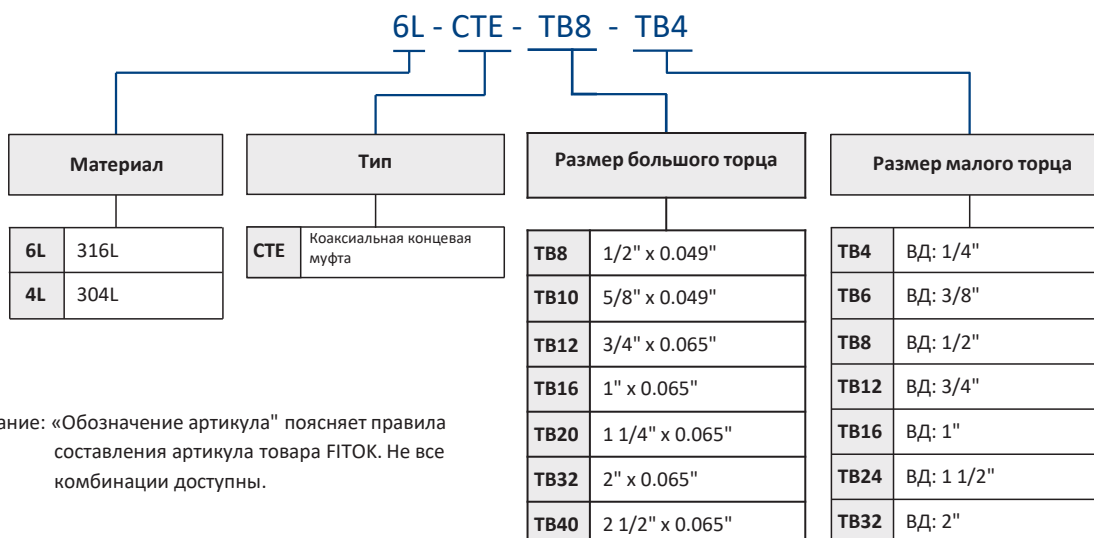 6L - CTE - TB8 - TB4
Материал
6L 316L
4L 304L
Тип
CTE Коаксиальная концевая
муфта
Размер большого торца
TB8 1/2" x 0.049"
TB10 5/8" x 0.049"
TB12 3/4" x 0.065"
TB16 1" x 0.065"
TB20 1 1/4" x 0.065"
TB32 2" x 0.065"
TB40 2 1/2" x 0.065"
Размер малого торца
TB4 ВД: 1/4"
TB6 ВД: 3/8"
TB8 ВД: 1/2"
TB12 ВД: 3/4"
TB16 ВД: 1"
TB24 ВД: 1 1/2"
TB32 ВД: 2"
ание: «Обозначение артикула" поясняет правила
составления артикула товара FITOK. Не все
комбинации доступны.